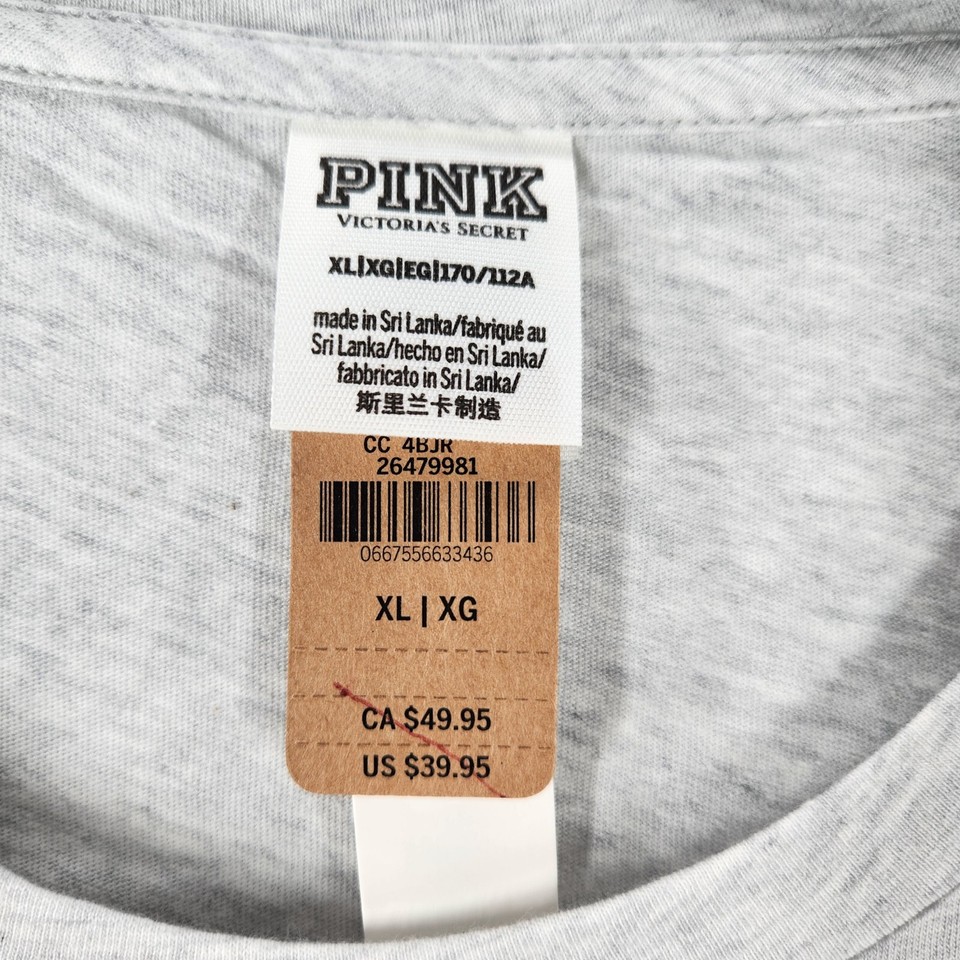 PINK
VICTORIA'S SECRET
XL|XG|EG|170/112A
made in Sri Lanka/fabriqué au
Sri Lanka/hecho en Sri Lanka/
fabbricato in Sri Lanka/
斯里兰卡制造
CC 4BJR
26479981
0667556633436
XL | XG
CA $49.95
US $39.95